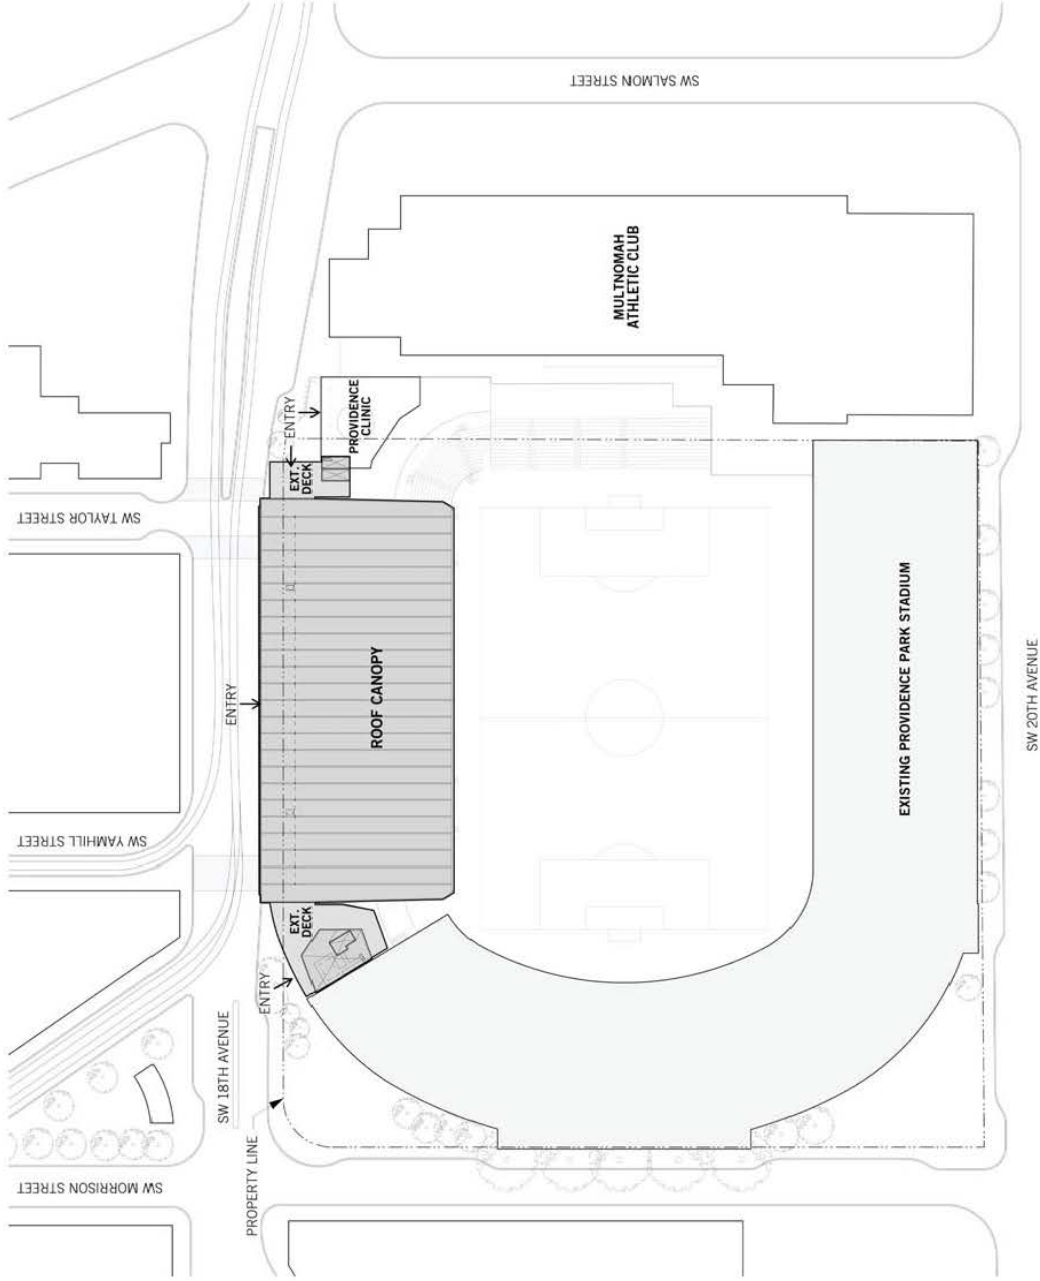 SW SALMON STREET
MULTNOMAH
ATHLETIC CLUB
PROVIDENCE
CLINIC
ENTRY
EXT.
DECK
SW TAYLOR STREET
ROOF CANOPY
ENTRY
EXISTING PROVIDENCE PARK STADIUM
SW 20TH AVENUE
SW YAMHILL STREET
EXT.
DECK
ENTRY
SW 18TH AVENUE
PROPERTY LINE
SW MORRISON STREET